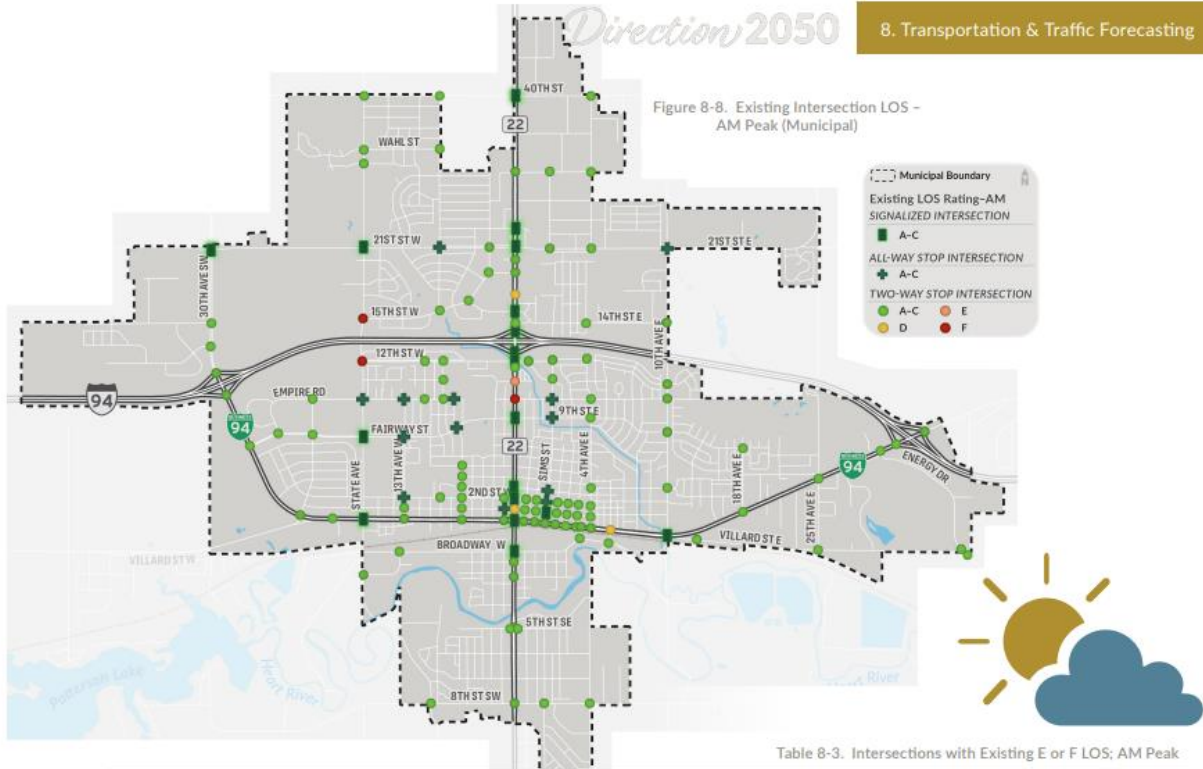 Direction 2050
8. Transportation & Traffic Forecasting
Figure 8-8. Existing Intersection LOS –
AM Peak (Municipal)
Municipal Boundary
N
Existing LOS Rating–AM
SIGNALIZED INTERSECTION
A–C
ALL-WAY STOP INTERSECTION
A–C
TWO-WAY STOP INTERSECTION
A–C
E
D
F
40TH ST
22
WAHL ST
21ST ST W
21ST ST E
30TH AVE SW
15TH ST W
14TH ST E
10TH AVE E
12TH ST W
94
EMPIRE RD
94
9TH ST E
FAIRWAY ST
22
STATE AVE
13TH AVE W
SIMS ST
4TH AVE E
18TH AVE E
94
ENERGY DR
2ND ST
25TH AVE E
BROADWAY W
VILLARD ST E
VILLARD ST W
5TH ST SE
Patterson Lake
Heart River
Heart River
8TH ST SW
Table 8-3. Intersections with Existing E or F LOS; AM Peak